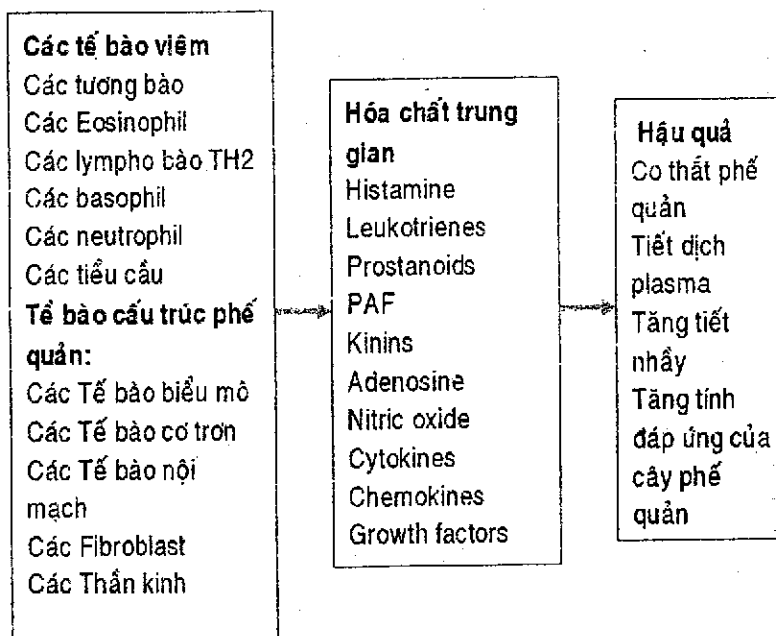 Các tế bào viêm
Các tương bào
Các Eosinophil
Các lympho bào TH2
Các basophil
Các neutrophil
Các tiểu cầu
Tế bào cấu trúc phế
quản:
Các Tế bào biểu mô
Các Tế bào cơ trơn
Các Tế bào nội
mạch
Các Fibroblast
Các Thần kinh
Hóa chất trung
gian
Histamine
Leukotrienes
Prostanoids
PAF
Kinins
Adenosine
Nitric oxide
Cytokines
Chemokines
Growth factors
Hậu quả
Co thắt phế
quản
Tiết dịch
plasma
Tăng tiết
nhầy
Tăng tính
đáp ứng của
cây phế
quản